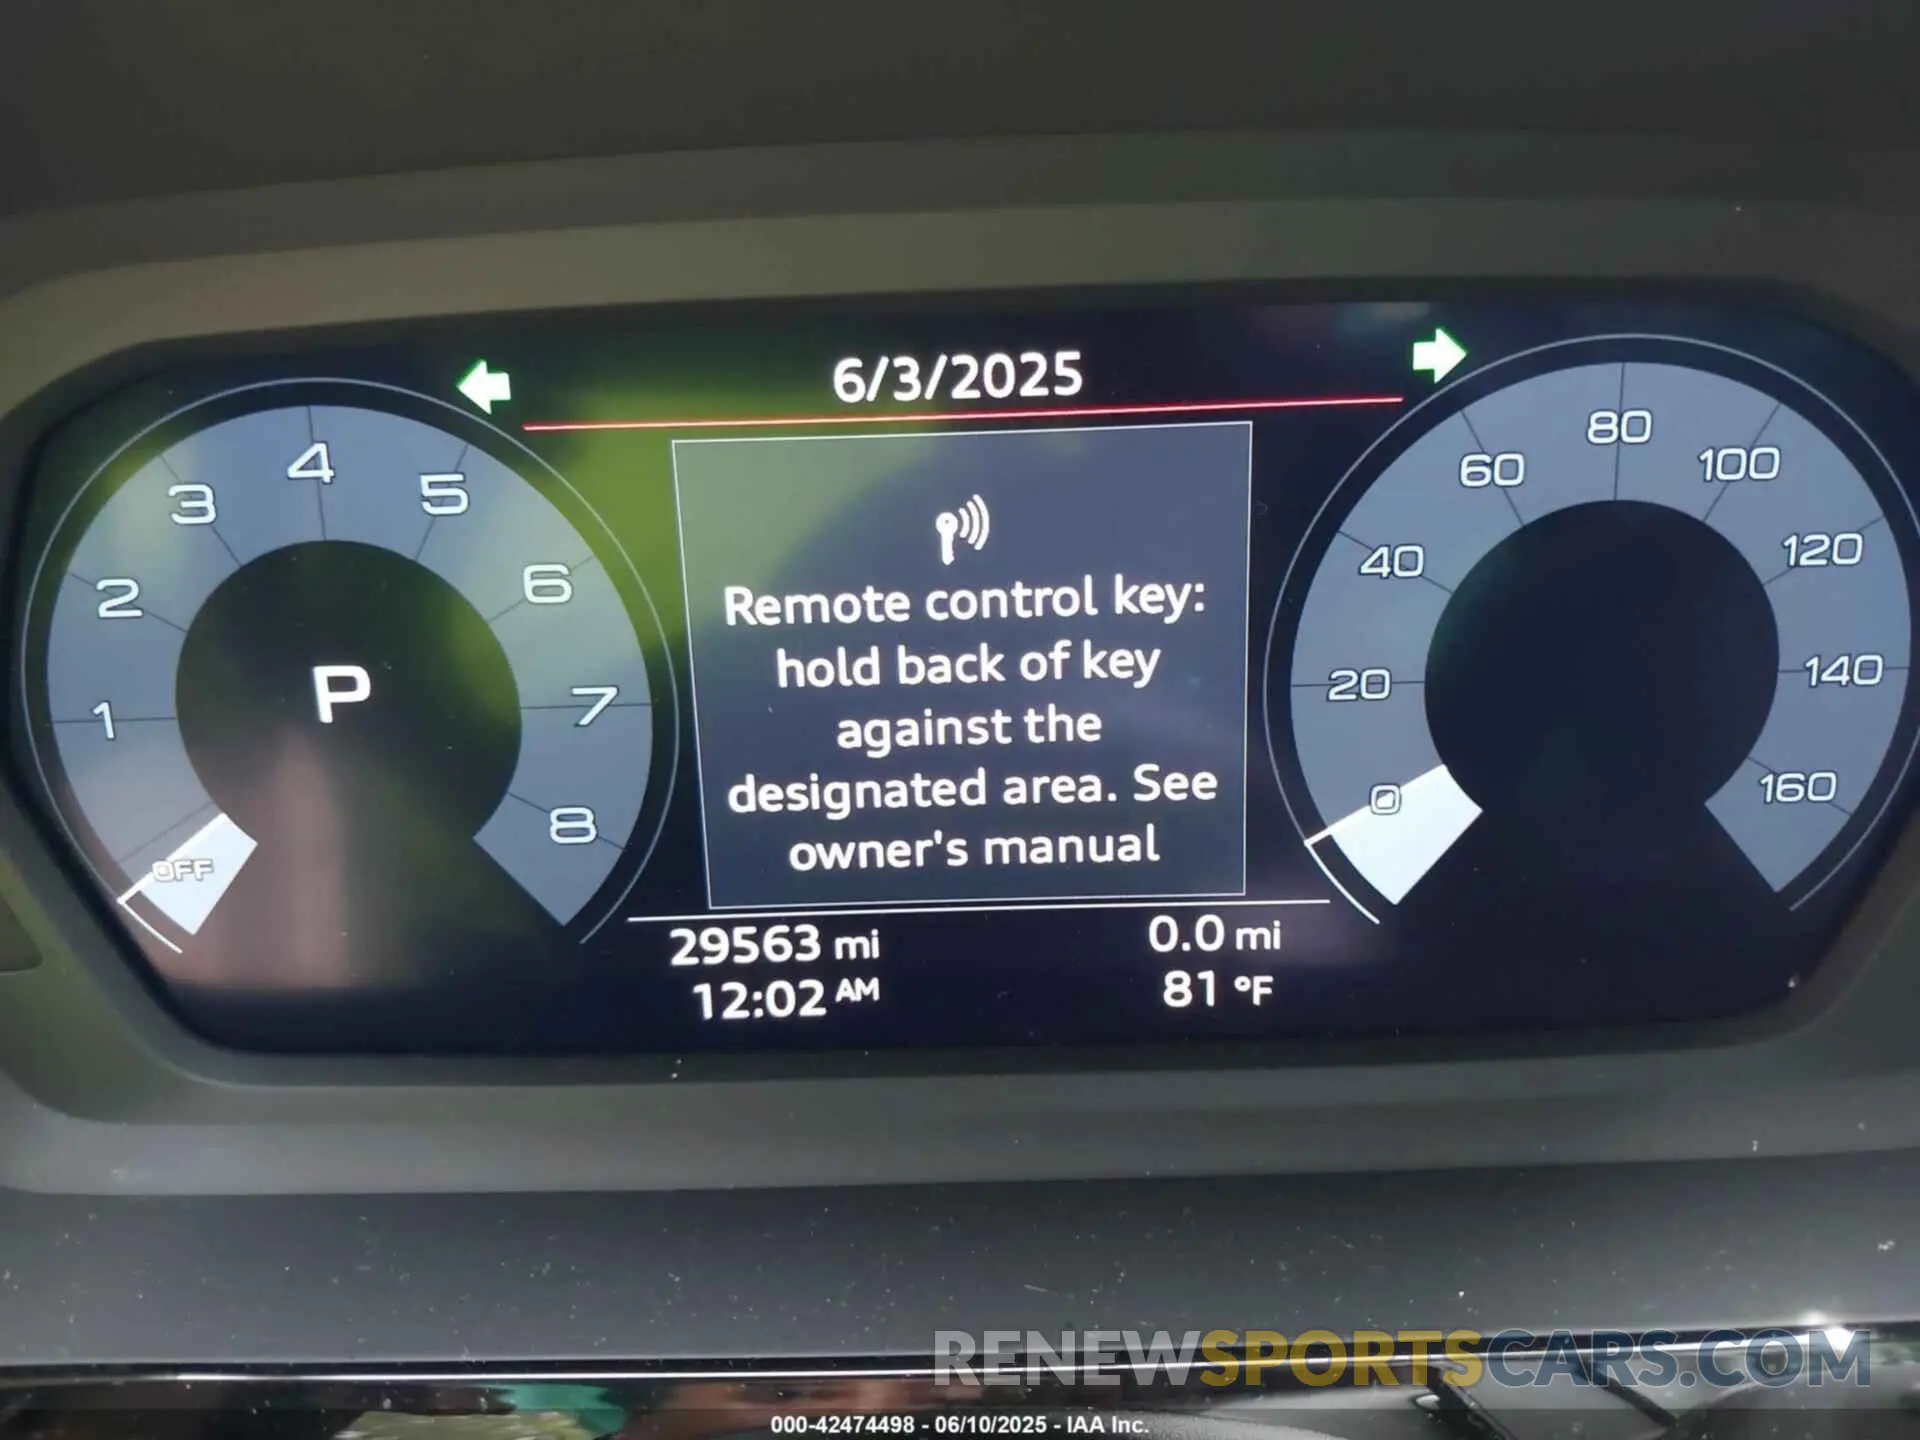 6/3/2025
1
2
3
4
5
6
7
8
OFF
P
Remote control key:
hold back of key
against the
designated area. See
owner's manual
0
20
40
60
80
100
120
140
160
29563 mi
0.0 mi
12:02 AM
81 °F
RENEWSPORTSCARS.COM
000-42474498 - 06/10/2025 - IAA Inc.